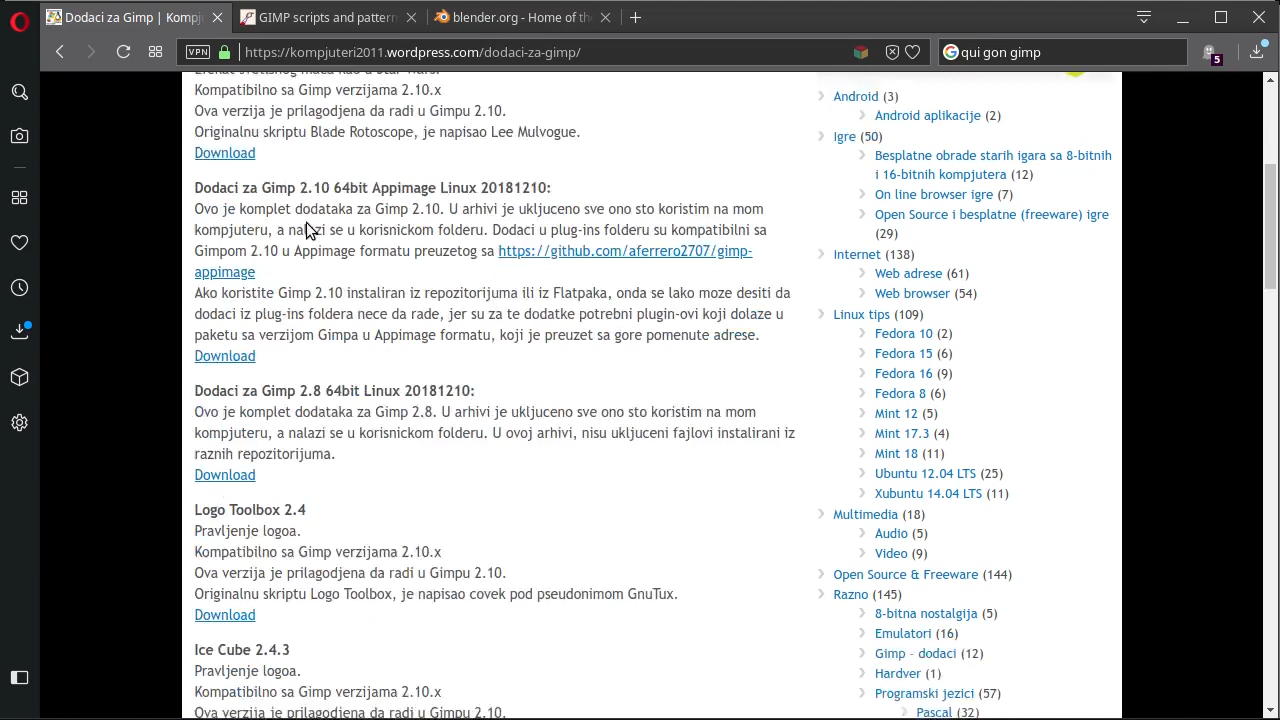 Dodaci za Gimp | Kompj
GIMP scripts and pattern
blender.org - Home of the
VPN
https://kompjuteri2011.wordpress.com/dodaci-za-gimp/
qui gon gimp
5
Kompatibilno sa Gimp verzijama 2.10.x
Ova verzija je prilagodjena da radi u Gimpu 2.10.
Originalnu skriptu Blade Rotoscope, je napisao Lee Mulvogue.
Download
Dodaci za Gimp 2.10 64bit Appimage Linux 20181210:
Ovo je komplet dodataka za Gimp 2.10. U arhivi je ukljuceno sve ono sto koristim na mom
kompjuteru, a nalazi se u korisnickom folderu. Dodaci u plug-ins folderu su kompatibilni sa
Gimpom 2.10 u Appimage formatu preuzetog sa https://github.com/aferrero2707/gimp-
appimage
Ako koristite Gimp 2.10 instaliran iz repozitorijuma ili iz Flatpaka, onda se lako moze desiti da
dodaci iz plug-ins foldera nece da rade, jer su za te dodatke potrebni plugin-ovi koji dolaze u
paketu sa verzijom Gimpa u Appimage formatu, koji je preuzet sa gore pomenute adrese.
Download
Dodaci za Gimp 2.8 64bit Linux 20181210:
Ovo je komplet dodataka za Gimp 2.8. U arhivi je ukljuceno sve ono sto koristim na mom
kompjuteru, a nalazi se u korisnickom folderu. U ovoj arhivi, nisu ukljuceni fajlovi instalirani iz
raznih repozitorijuma.
Download
Logo Toolbox 2.4
Pravljenje logoa.
Kompatibilno sa Gimp verzijama 2.10.x
Ova verzija je prilagodjena da radi u Gimpu 2.10.
Originalnu skriptu Logo Toolbox, je napisao covek pod pseudonimom GnuTux.
Download
Ice Cube 2.4.3
Pravljenje logoa.
Kompatibilno sa Gimp verzijama 2.10.x
Ova verzija je prilagodjena da radi u Gimpu 2.10.
Android (3)
Android aplikacije (2)
Igre (50)
Besplatne obrade starih igara sa 8-bitnih
i 16-bitnih kompjutera (12)
On line browser igre (7)
Open Source i besplatne (freeware) igre
(29)
Internet (138)
Web adrese (61)
Web browser (54)
Linux tips (109)
Fedora 10 (2)
Fedora 15 (6)
Fedora 16 (9)
Fedora 8 (6)
Mint 12 (5)
Mint 17.3 (4)
Mint 18 (11)
Ubuntu 12.04 LTS (25)
Xubuntu 14.04 LTS (11)
Multimedia (18)
Audio (5)
Video (9)
Open Source & Freeware (144)
Razno (145)
8-bitna nostalgija (5)
Emulatori (16)
Gimp - dodaci (12)
Hardver (1)
Programski jezici (57)
Pascal (32)